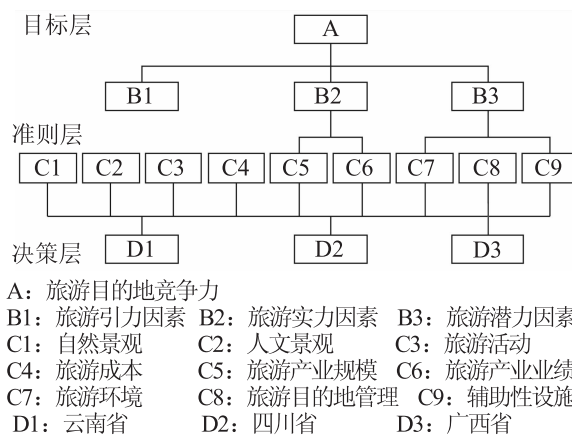 目标层
A
B1 B2 B3
准则层
C1 C2 C3 C4 C5 C6 C7 C8 C9
决策层
D1 D2 D3
A：旅游目的地竞争力
B1：旅游引力因素 B2：旅游实力因素 B3：旅游潜力因素
C1：自然景观 C2：人文景观 C3：旅游活动
C4：旅游成本 C5：旅游产业规模 C6：旅游产业业绩
C7：旅游环境 C8：旅游目的地管理 C9：辅助性设施
D1：云南省 D2：四川省 D3：广西省